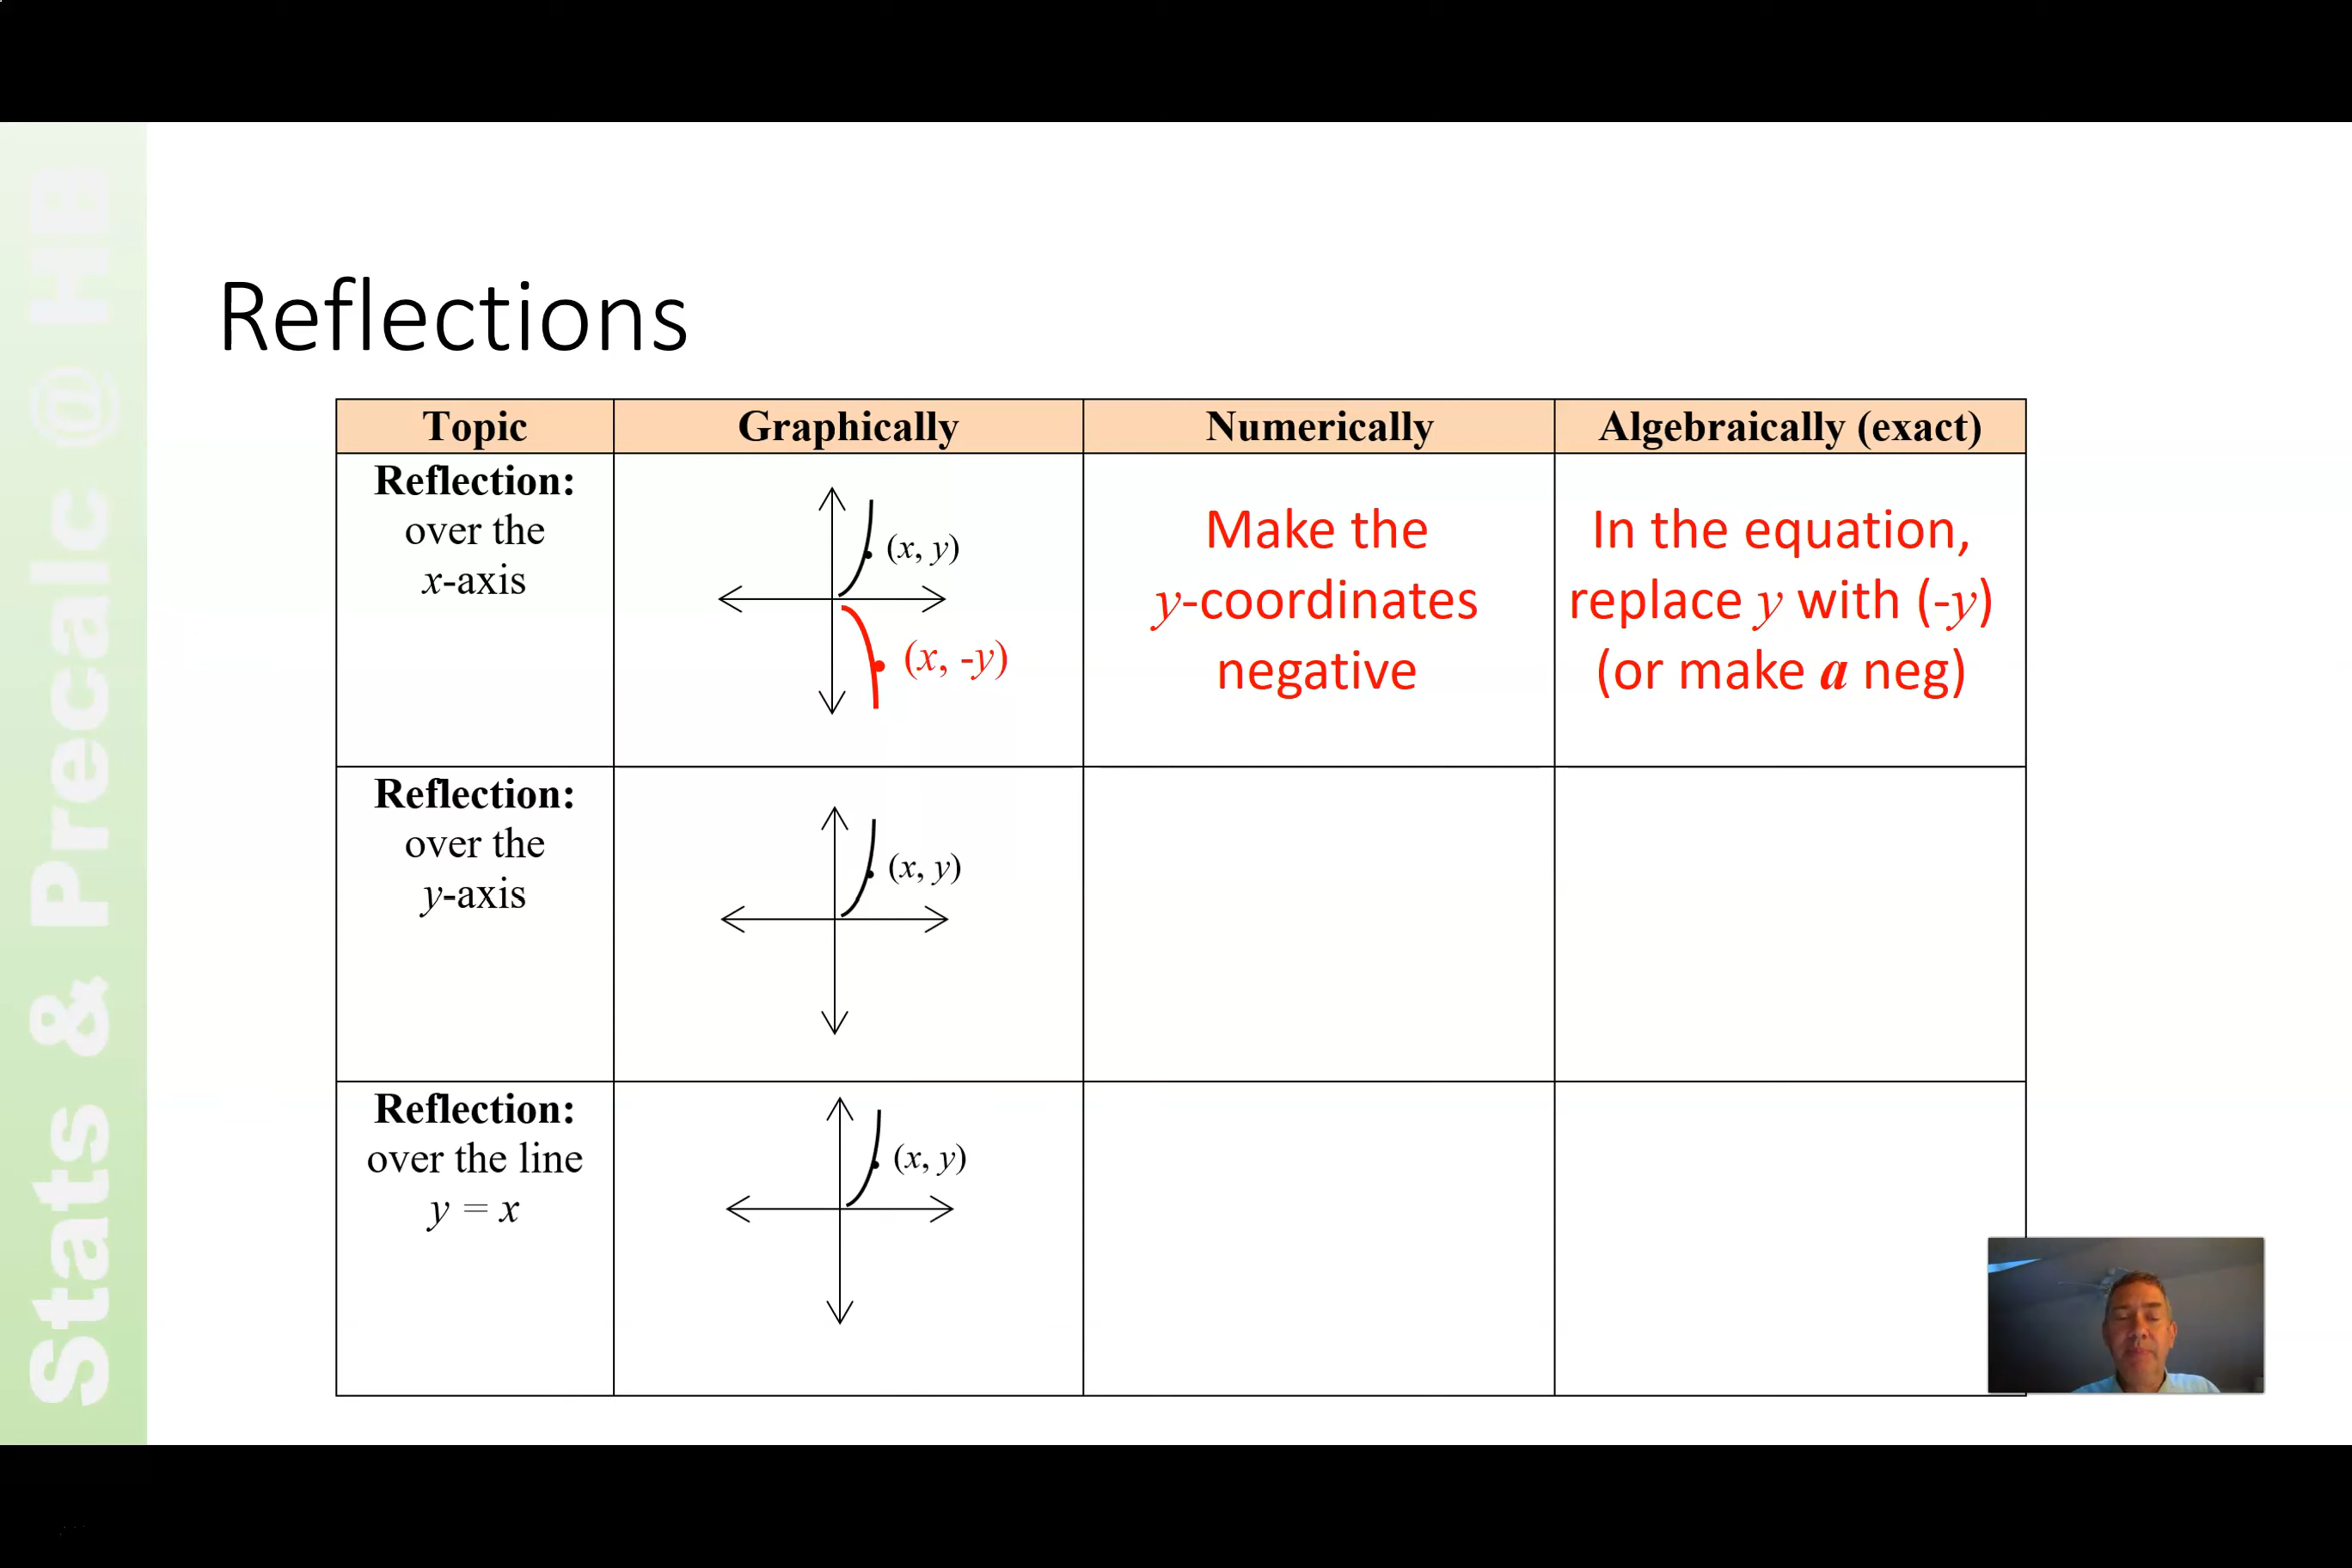 Stats & Precalc @ HB
Reflections
Topic
Graphically
Numerically
Algebraically (exact)
Reflection:
over the
x-axis
(x, y)
(x, -y)
Make the
y-coordinates
negative
In the equation,
replace y with (-y)
(or make a neg)
Reflection:
over the
y-axis
(x, y)
Reflection:
over the line
y = x
(x, y)